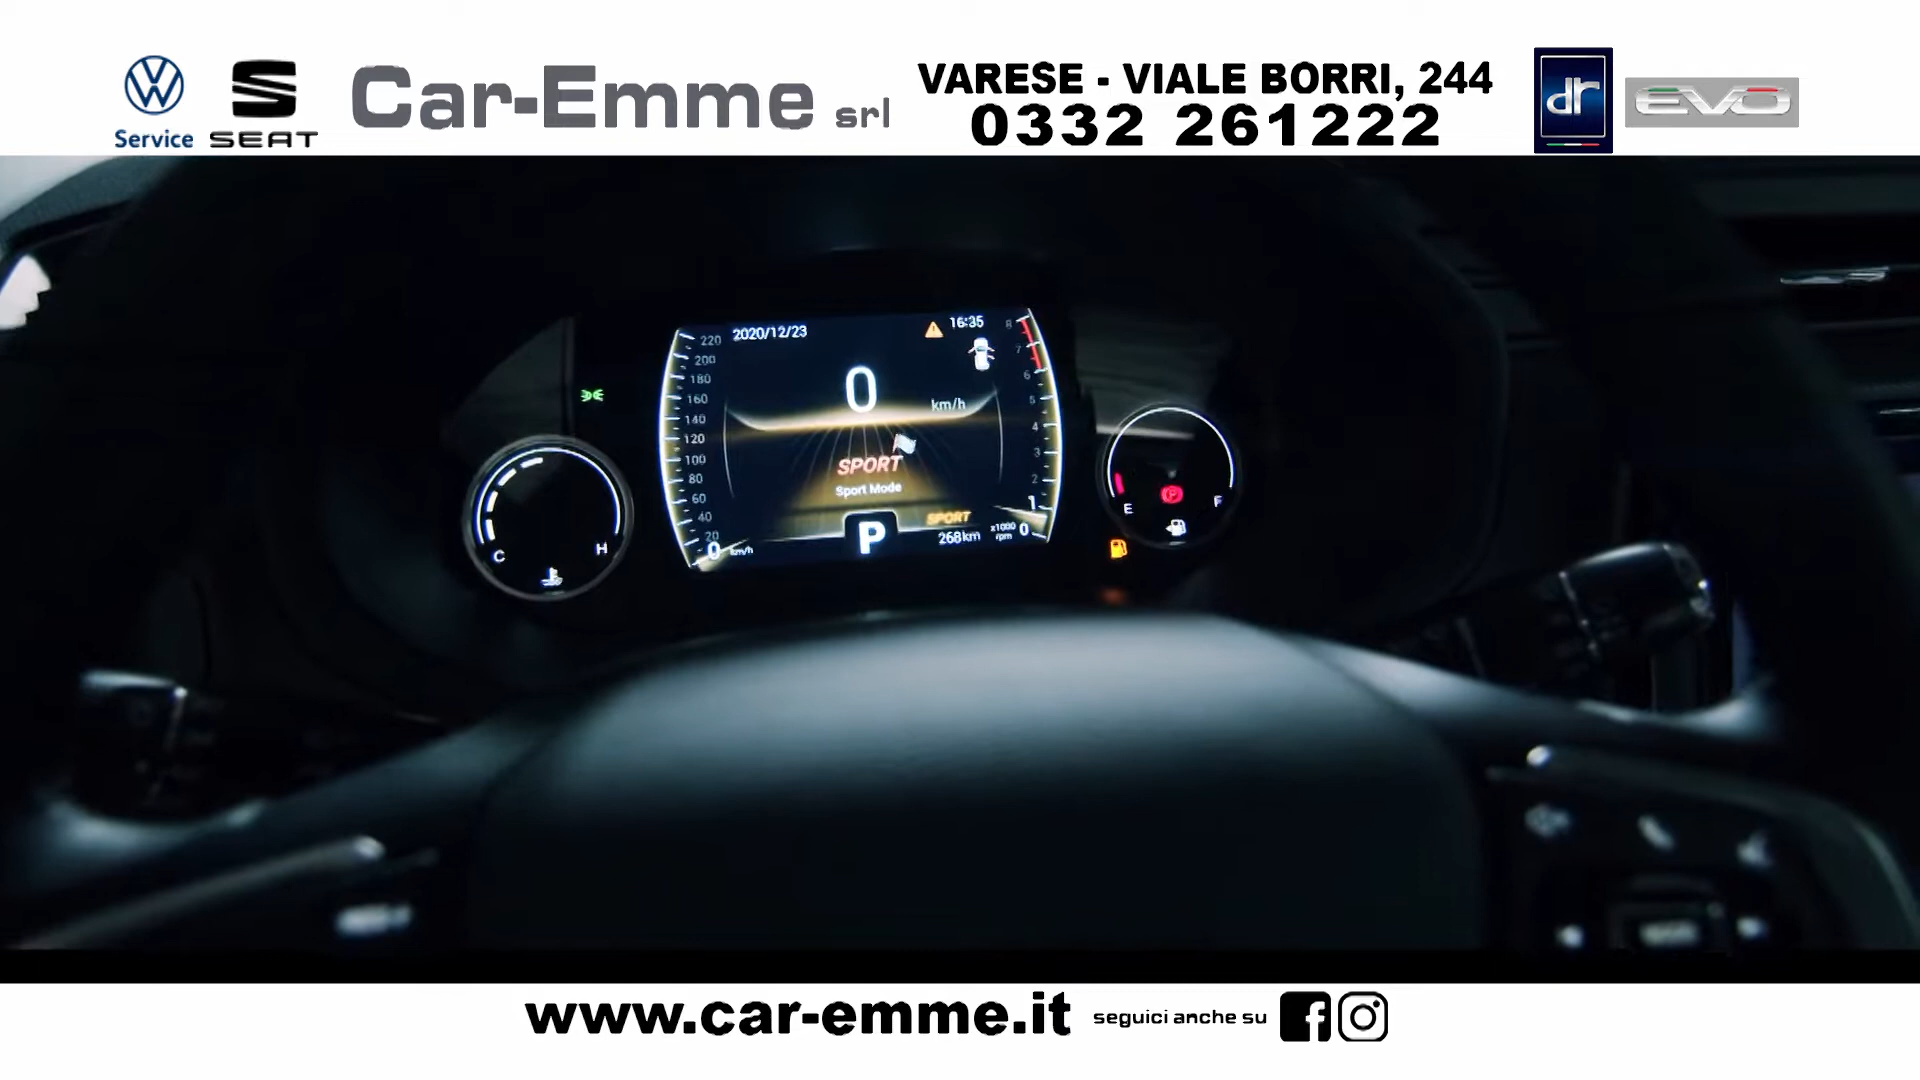 Service
SEAT
Car-Emme srl
VARESE - VIALE BORRI, 244
0332 261222
dr
EVO
2020/12/23
16:35
0
km/h
SPORT
Sport Mode
SPORT
P
268km
220
200
180
160
140
120
100
80
60
40
20
0 km/h
8
7
6
5
4
3
2
1
x1000
rpm
0
C
H
E
F
www.car-emme.it
seguici anche su